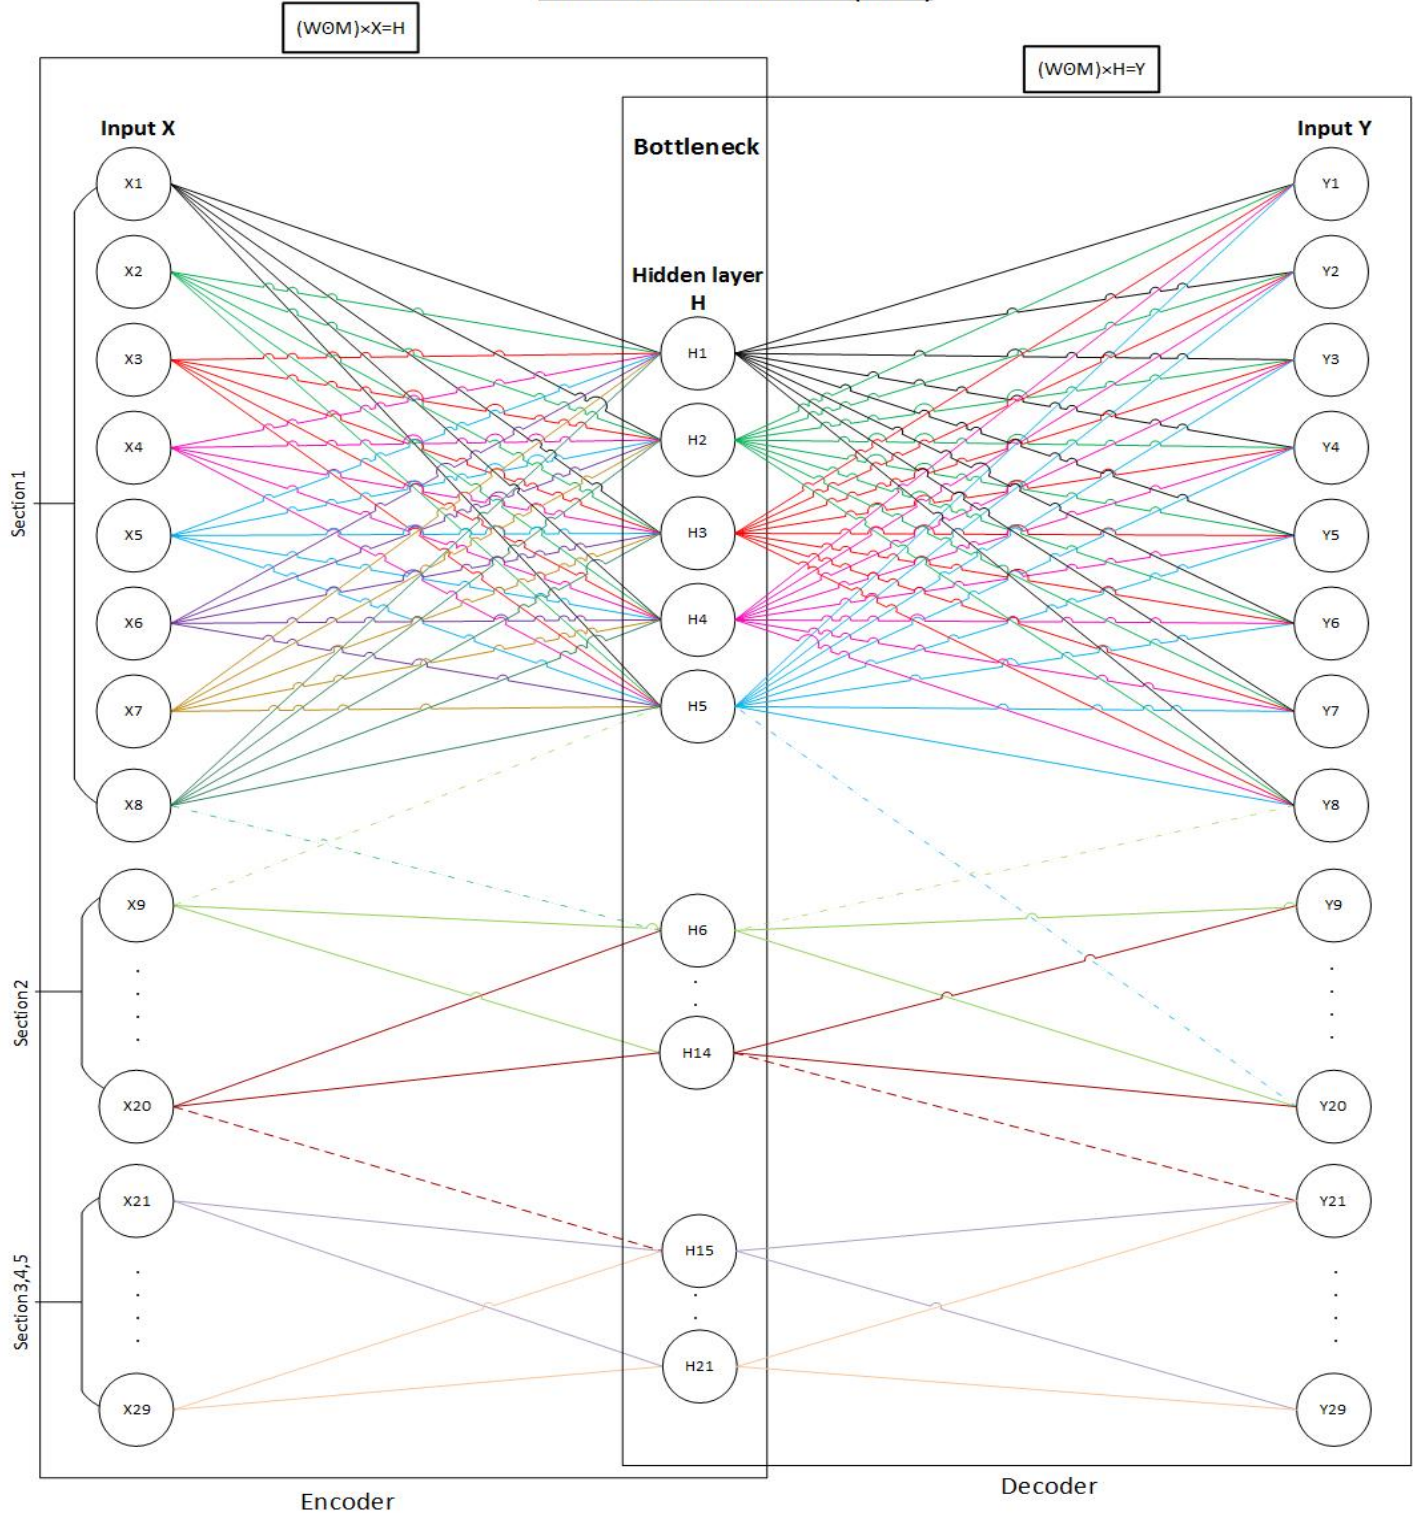 (WʘM)×X=H
(WʘM)×H=Y
Input X
Bottleneck
Input Y
Hidden layer
H
X1
X2
X3
X4
X5
X6
X7
X8
X9
X20
X21
X29
H1
H2
H3
H4
H5
H6
H14
H15
H21
Y1
Y2
Y3
Y4
Y5
Y6
Y7
Y8
Y9
Y20
Y21
Y29
Section1
Section2
Section3,4,5
Encoder
Decoder